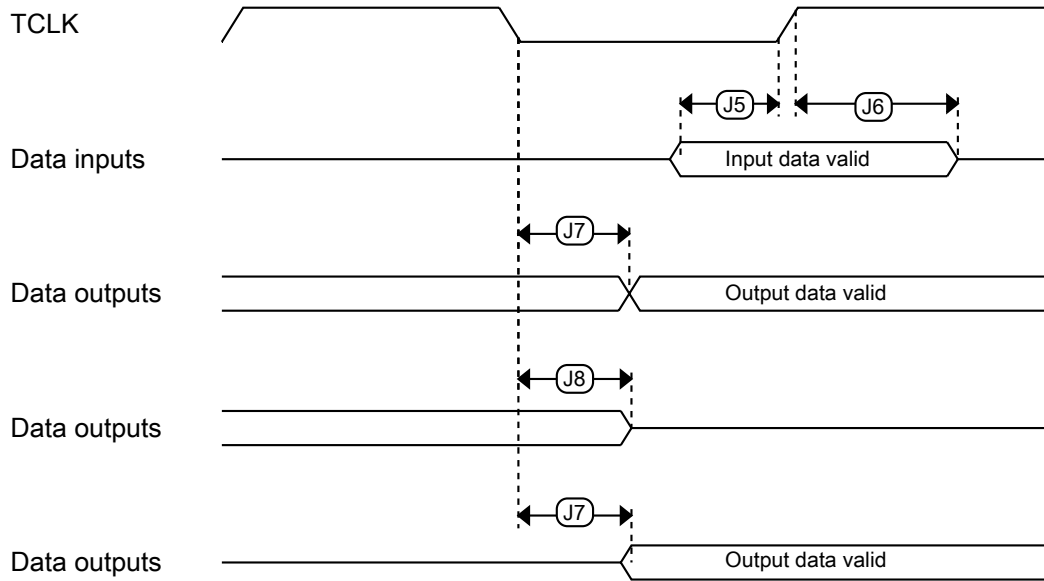 TCLK
J5
J6
Data inputs
Input data valid
J7
Data outputs
Output data valid
J8
Data outputs
J7
Data outputs
Output data valid